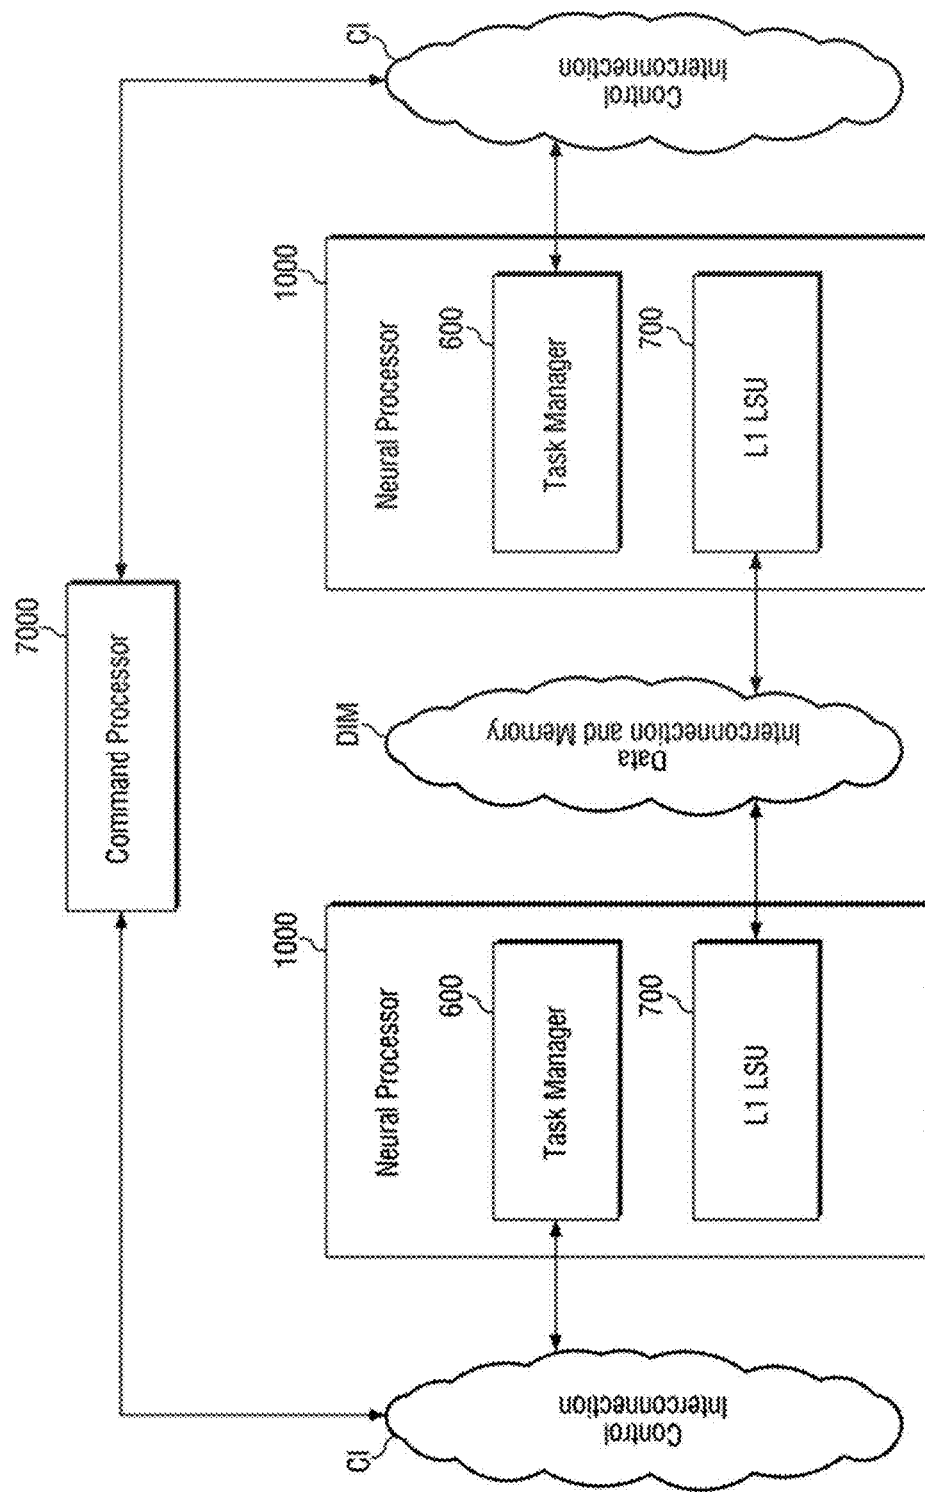 7000
Command Processor
CI
Control
Interconnection
1000
Neural Processor
600
Task Manager
700
L1 LSU
DIM
Data
Interconnection and Memory
1000
Neural Processor
600
Task Manager
700
L1 LSU
CI
Control
Interconnection